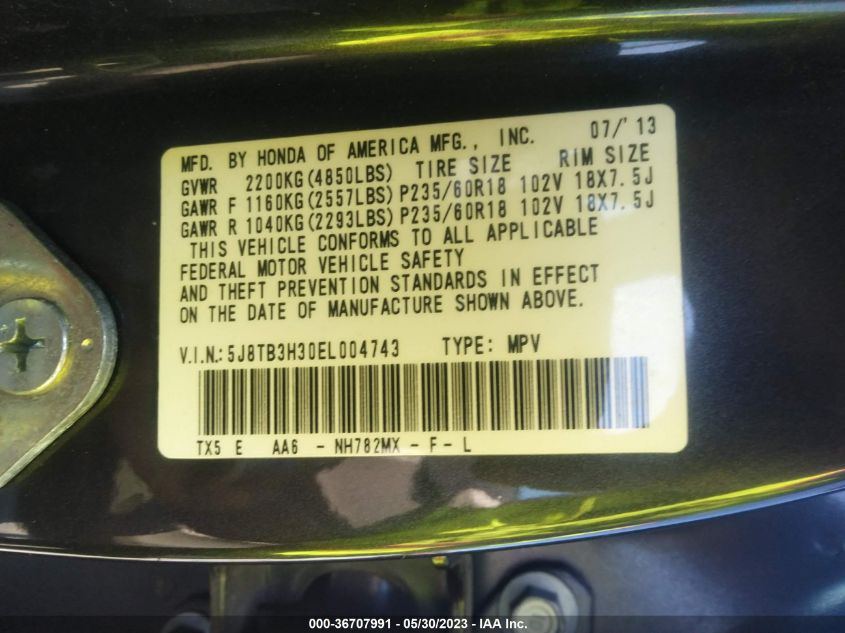 MFD. BY HONDA OF AMERICA MFG., INC. 07/'13
GVWR 2200KG(4850LBS) TIRE SIZE RIM SIZE
GAWR F 1160KG(2557LBS) P235/60R18 102V 18X7.5J
GAWR R 1040KG(2293LBS) P235/60R18 102V 18X7.5J
THIS VEHICLE CONFORMS TO ALL APPLICABLE
FEDERAL MOTOR VEHICLE SAFETY
AND THEFT PREVENTION STANDARDS IN EFFECT
ON THE DATE OF MANUFACTURE SHOWN ABOVE.
V.I.N.: 5J8TB3H30EL004743 TYPE: MPV
TX5 E AA6 - NH782MX - F - L
000-36707991 - 05/30/2023 - IAA Inc.